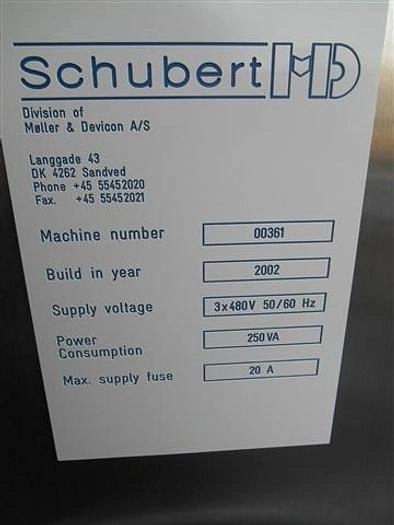 Schubert MD
Division of
Møller & Devicon A/S
Langgade 43
DK 4262 Sandved
Phone +45 55452020
Fax. +45 55452021
Machine number 00361
Build in year 2002
Supply voltage 3x480V 50/60 Hz
Power
Consumption 250VA
Max. supply fuse 20 A